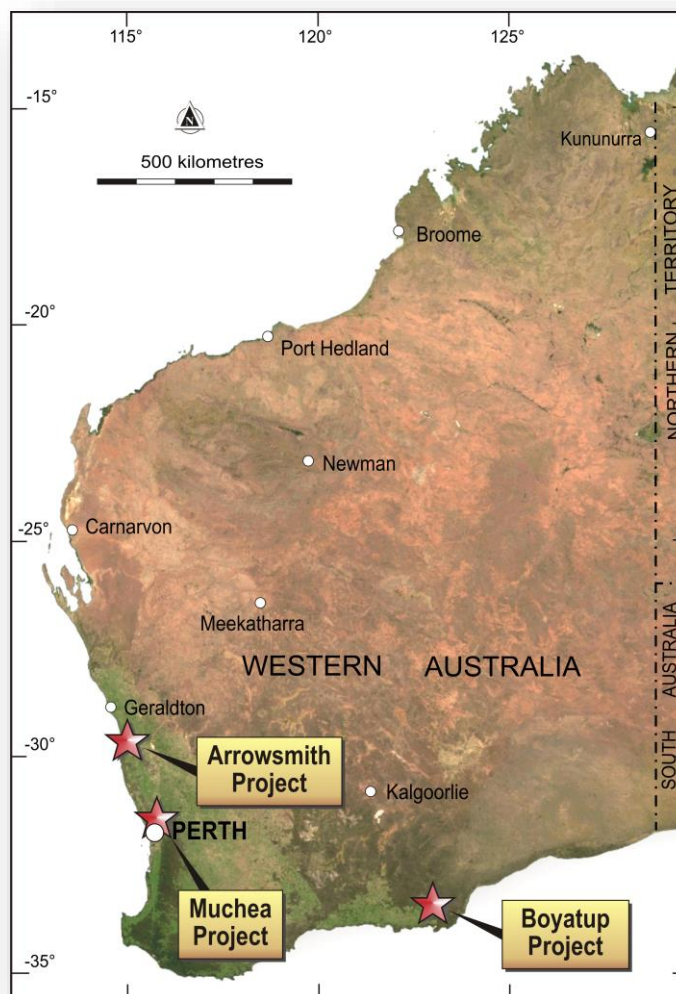 115°
120°
125°
-15°
N
500 kilometres
Kununurra
Broome
NORTHERN TERRITORY
-20°
Port Hedland
Newman
-25°
Carnarvon
Meekatharra
WESTERN AUSTRALIA
SOUTH AUSTRALIA
Geraldton
-30°
Arrowsmith
Project
Kalgoorlie
PERTH
Muchea
Project
Boyatup
Project
-35°